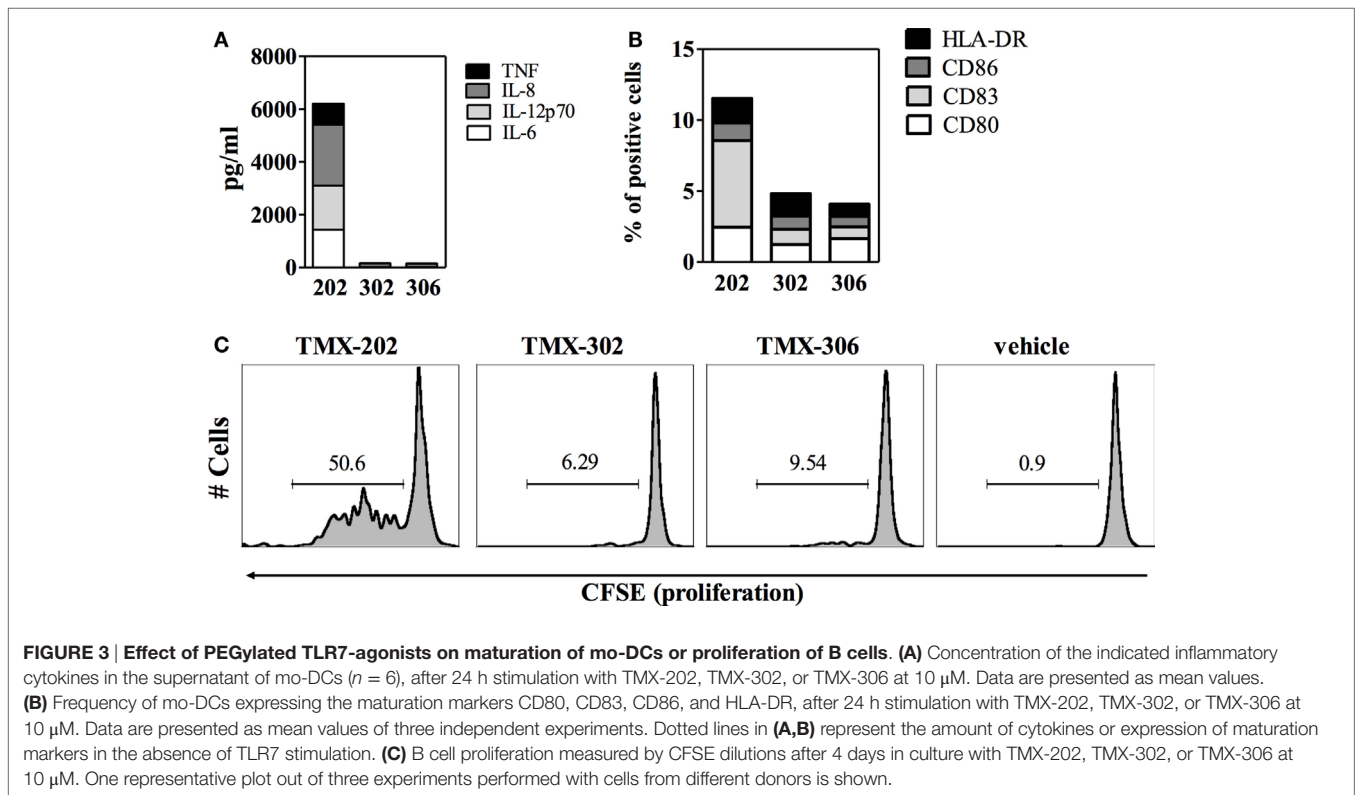 A
8000
6000
4000
2000
0
pg/ml
202 302 306
TNF
IL-8
IL-12p70
IL-6
B
15
10
5
0
% of positive cells
202 302 306
HLA-DR
CD86
CD83
CD80
C
TMX-202 TMX-302 TMX-306 vehicle
# Cells
50.6 6.29 9.54 0.9
CFSE (proliferation)
FIGURE 3 | Effect of PEGylated TLR7-agonists on maturation of mo-DCs or proliferation of B cells. (A) Concentration of the indicated inflammatory
cytokines in the supernatant of mo-DCs (n = 6), after 24 h stimulation with TMX-202, TMX-302, or TMX-306 at 10 μM. Data are presented as mean values.
(B) Frequency of mo-DCs expressing the maturation markers CD80, CD83, CD86, and HLA-DR, after 24 h stimulation with TMX-202, TMX-302, or TMX-306 at
10 μM. Data are presented as mean values of three independent experiments. Dotted lines in (A,B) represent the amount of cytokines or expression of maturation
markers in the absence of TLR7 stimulation. (C) B cell proliferation measured by CFSE dilutions after 4 days in culture with TMX-202, TMX-302, or TMX-306 at
10 μM. One representative plot out of three experiments performed with cells from different donors is shown.